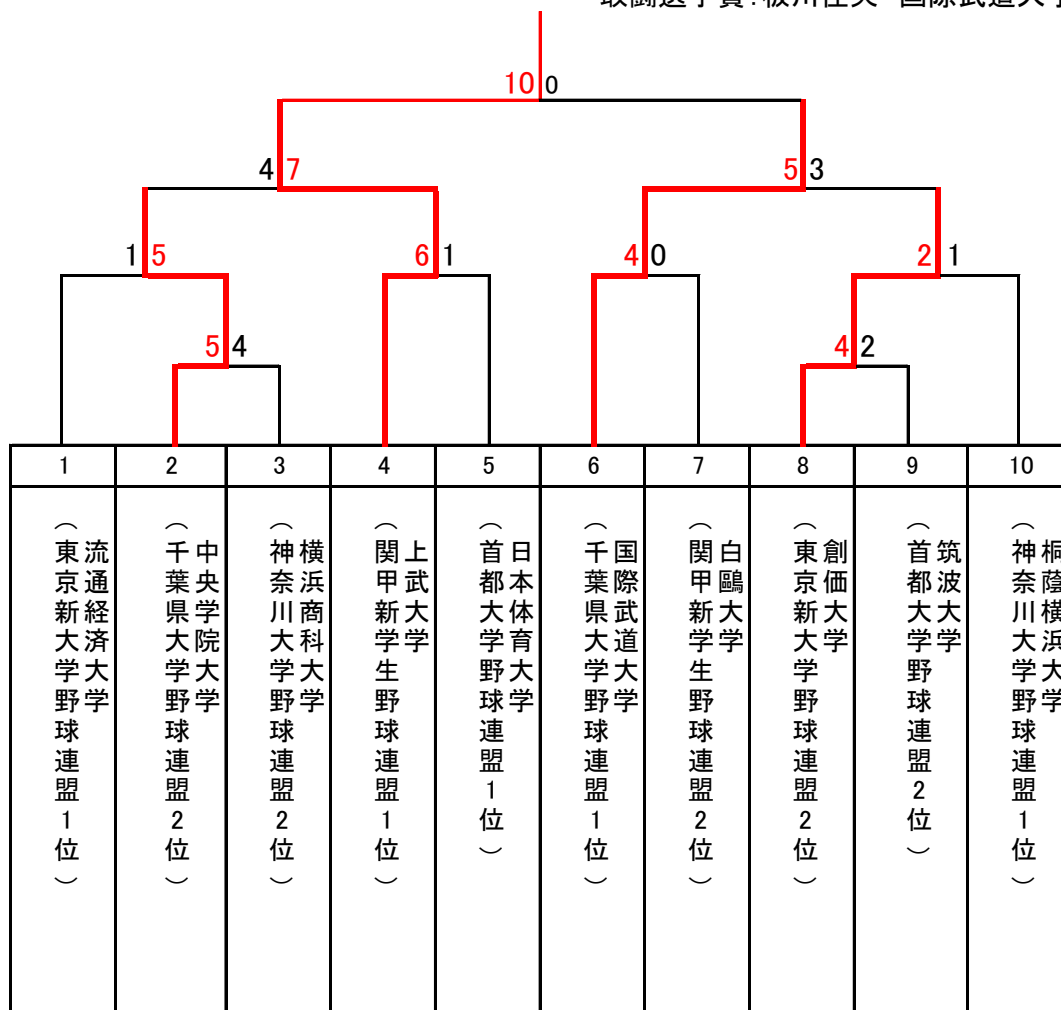 敢闘選手賞:板川佳矢 国際武道大学
10 0
4 7
5 3
1 5
6 1
4 0
2 1
5 4
4 2
1 2 3 4 5 6 7 8 9 10
流通経済大学
(東京新大学野球連盟1位)
中央学院大学
(千葉県大学野球連盟2位)
横浜商科大学
(神奈川大学野球連盟2位)
上武大学
(関甲新学生野球連盟1位)
日本体育大学
(首都大学野球連盟1位)
国際武道大学
(千葉県大学野球連盟1位)
白鷗大学
(関甲新学生野球連盟2位)
創価大学
(東京新大学野球連盟2位)
筑波大学
(首都大学野球連盟2位)
桐蔭横浜大学
(神奈川大学野球連盟1位)